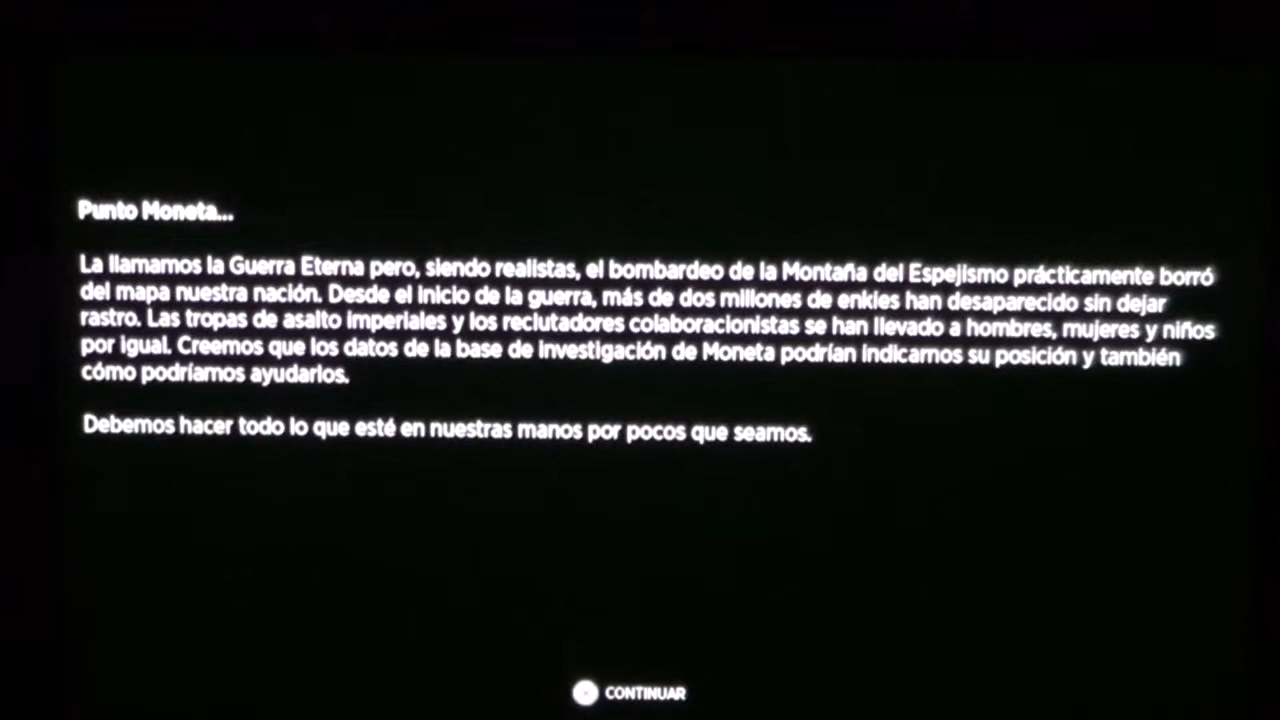 Punto Moneta...
La llamamos la Guerra Eterna pero, siendo realistas, el bombardeo de la Montaña del Espejismo prácticamente borró
del mapa nuestra nación. Desde el inicio de la guerra, más de dos millones de enkies han desaparecido sin dejar
rastro. Las tropas de asalto imperiales y los reclutadores colaboracionistas se han llevado a hombres, mujeres y niños
por igual. Creemos que los datos de la base de investigación de Moneta podrían indicarnos su posición y también
cómo podríamos ayudarlos.
Debemos hacer todo lo que esté en nuestras manos por pocos que seamos.
CONTINUAR